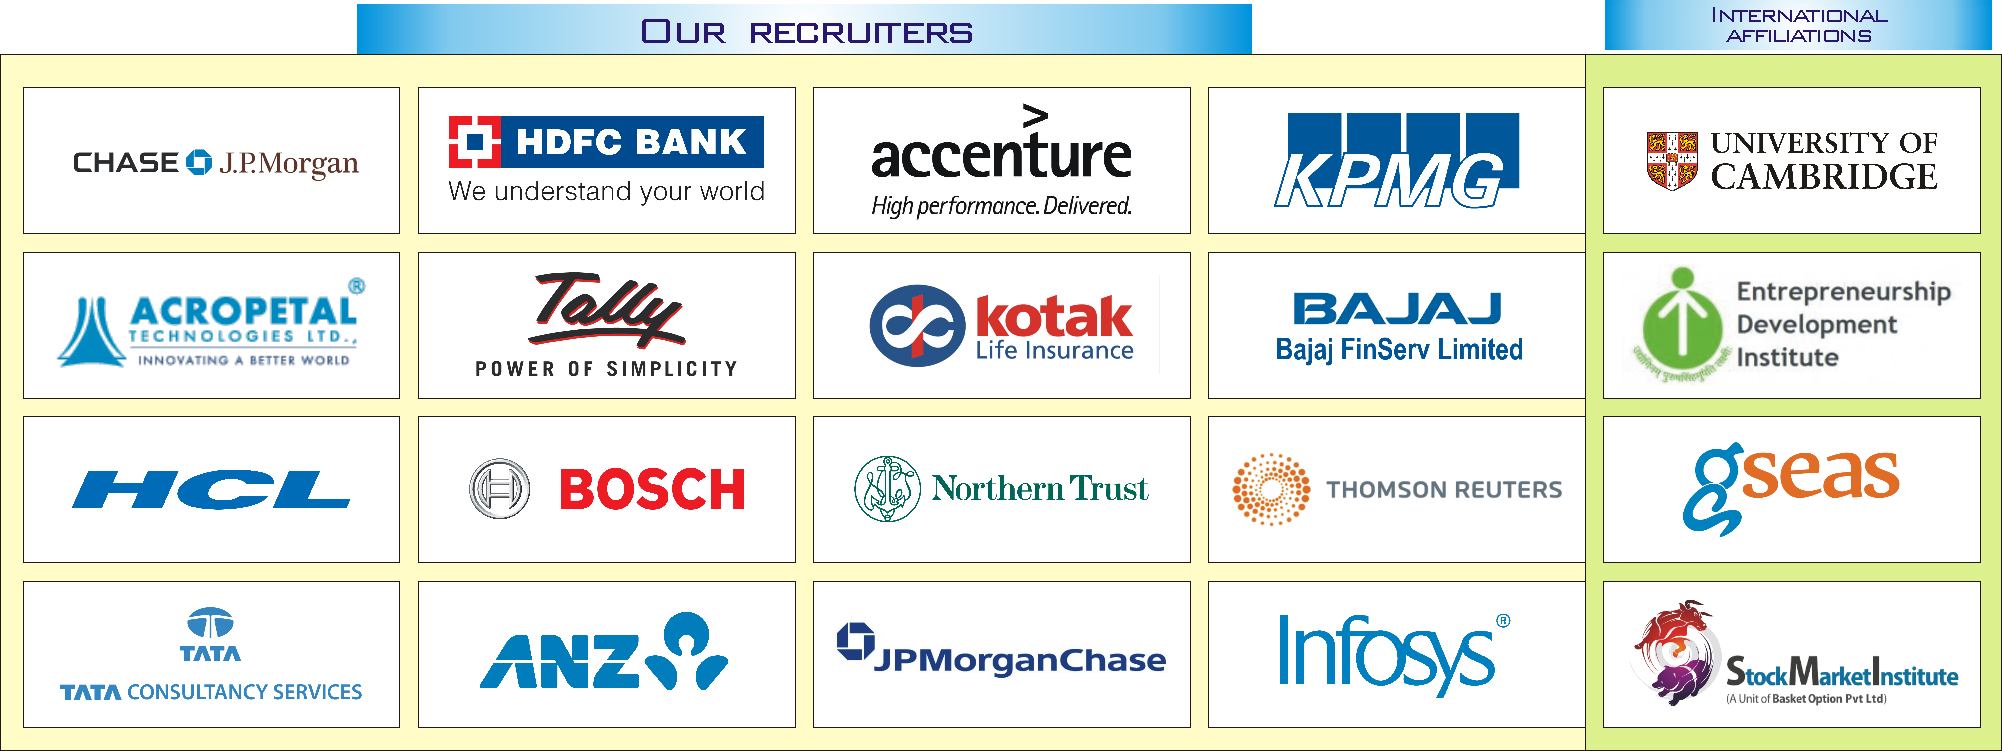 OUR RECRUITERS
INTERNATIONAL
AFFILIATIONS
CHASE J.P.Morgan
HDFC BANK
We understand your world
accenture
High performance. Delivered.
KPMG
UNIVERSITY OF
CAMBRIDGE
ACROPETAL®
TECHNOLOGIES LTD.,
INNOVATING A BETTER WORLD
Tally
POWER OF SIMPLICITY
kotak
Life Insurance
BAJAJ
Bajaj FinServ Limited
Entrepreneurship
Development
Institute
HCL
BOSCH
Northern Trust
THOMSON REUTERS
gseas
TATA
TATA CONSULTANCY SERVICES
ANZ
JPMorganChase
Infosys®
StockMarketInstitute
(A Unit of Basket Option Pvt Ltd)